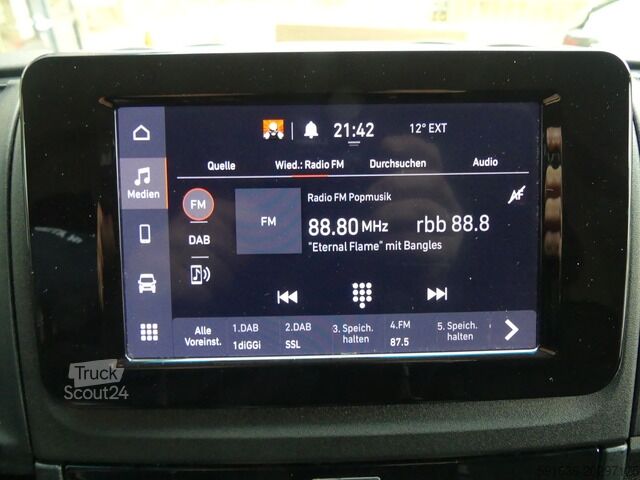 21:42
12° EXT
Quelle
Wied.: Radio FM
Durchsuchen
Audio
Medien
FM
DAB
FM
Radio FM Popmusik
88.80 MHz
rbb 88.8
"Eternal Flame" mit Bangles
AF
Alle
Voreinst.
1.DAB
1diGGi
2.DAB
SSL
3. Speich.
halten
4.FM
87.5
5. Speich.
halten
Truck
Scout24